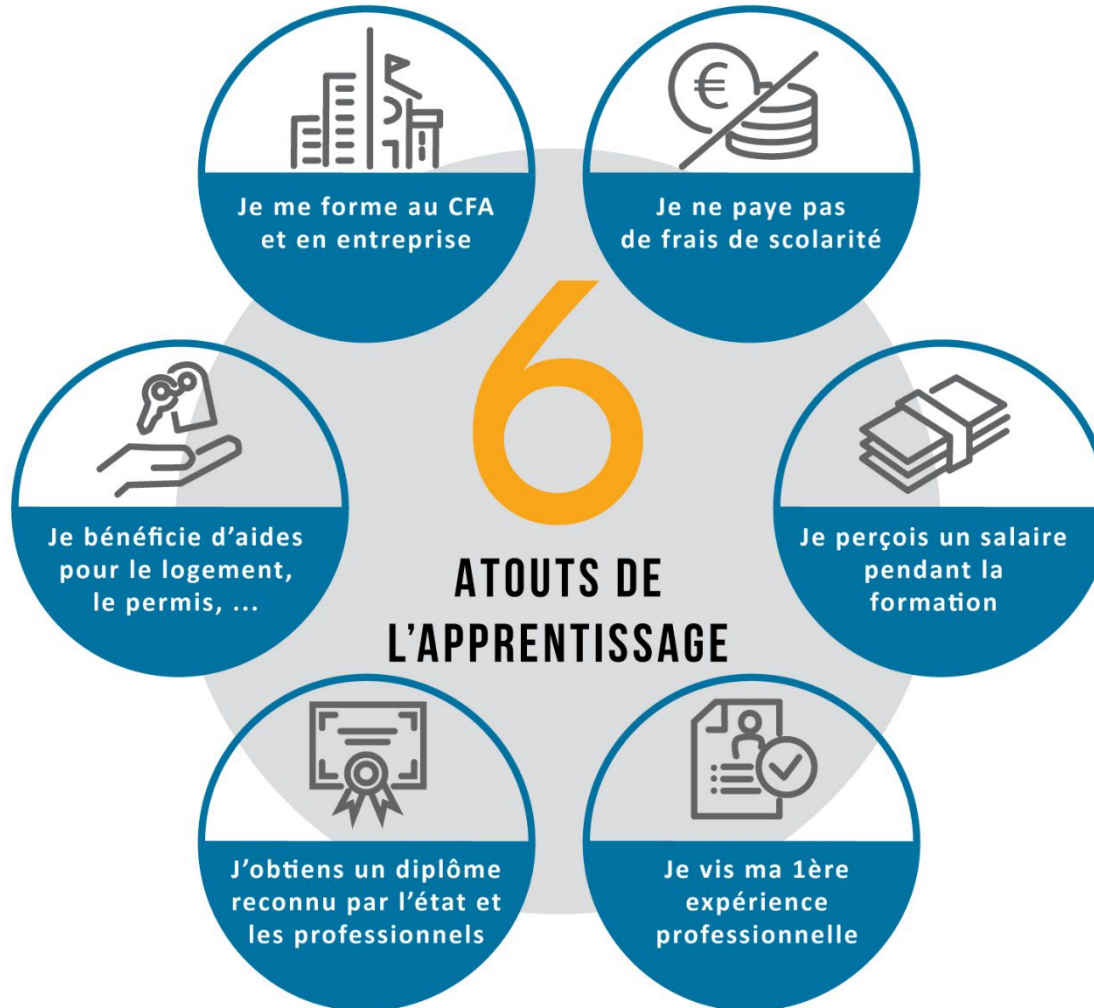 Je me forme au CFA
et en entreprise
Je ne paye pas
de frais de scolarité
6
ATOUTS DE
L'APPRENTISSAGE
Je bénéficie d'aides
pour le logement,
le permis, ...
Je perçois un salaire
pendant la
formation
J'obtiens un diplôme
reconnu par l'état et
les professionnels
Je vis ma 1ère
expérience
professionnelle
€